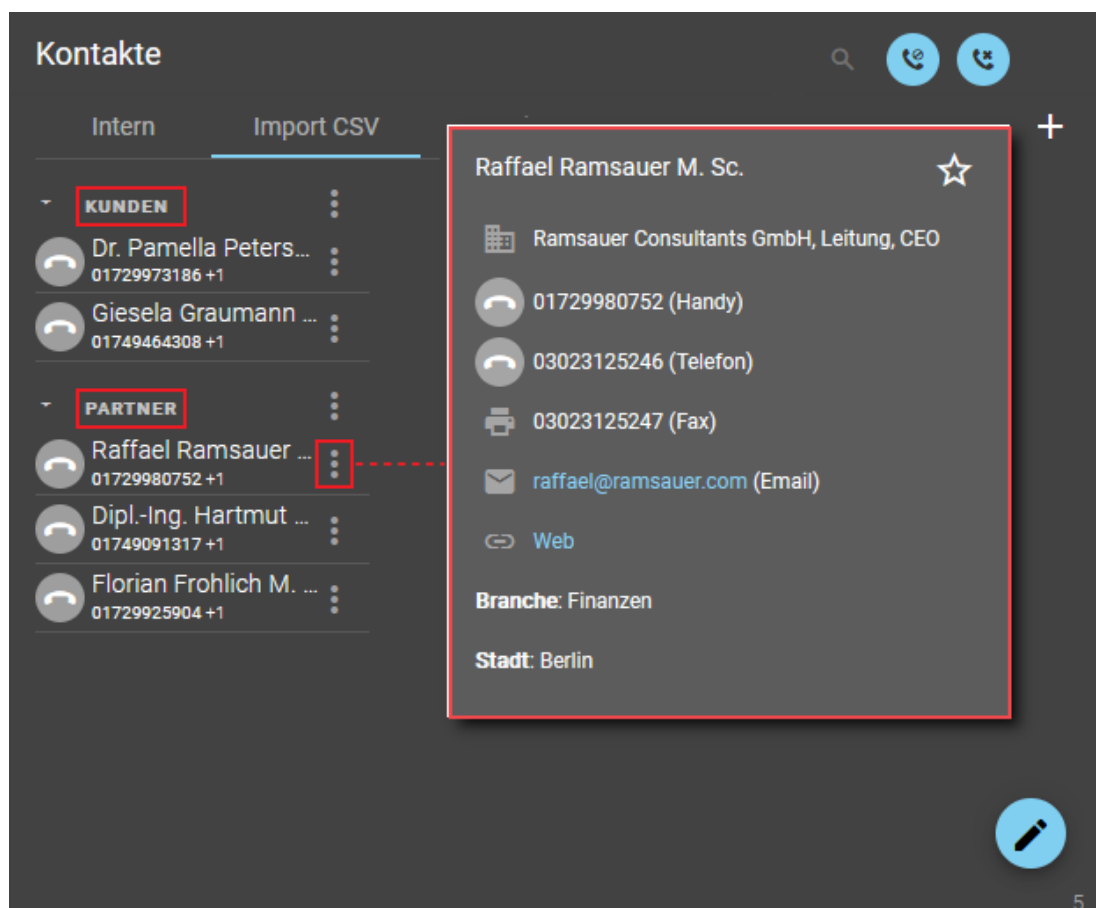 Kontakte
Intern Import CSV
KUNDEN
Dr. Pamella Peters...
01729973186 +1
Giesela Graumann ...
01749464308 +1
PARTNER
Raffael Ramsauer ...
01729980752 +1
Dipl.-Ing. Hartmut ...
01749091317 +1
Florian Frohlich M. ...
01729925904 +1
Raffael Ramsauer M. Sc.
Ramsauer Consultants GmbH, Leitung, CEO
01729980752 (Handy)
03023125246 (Telefon)
03023125247 (Fax)
raffael@ramsauer.com (Email)
Web
Branche: Finanzen
Stadt: Berlin
5